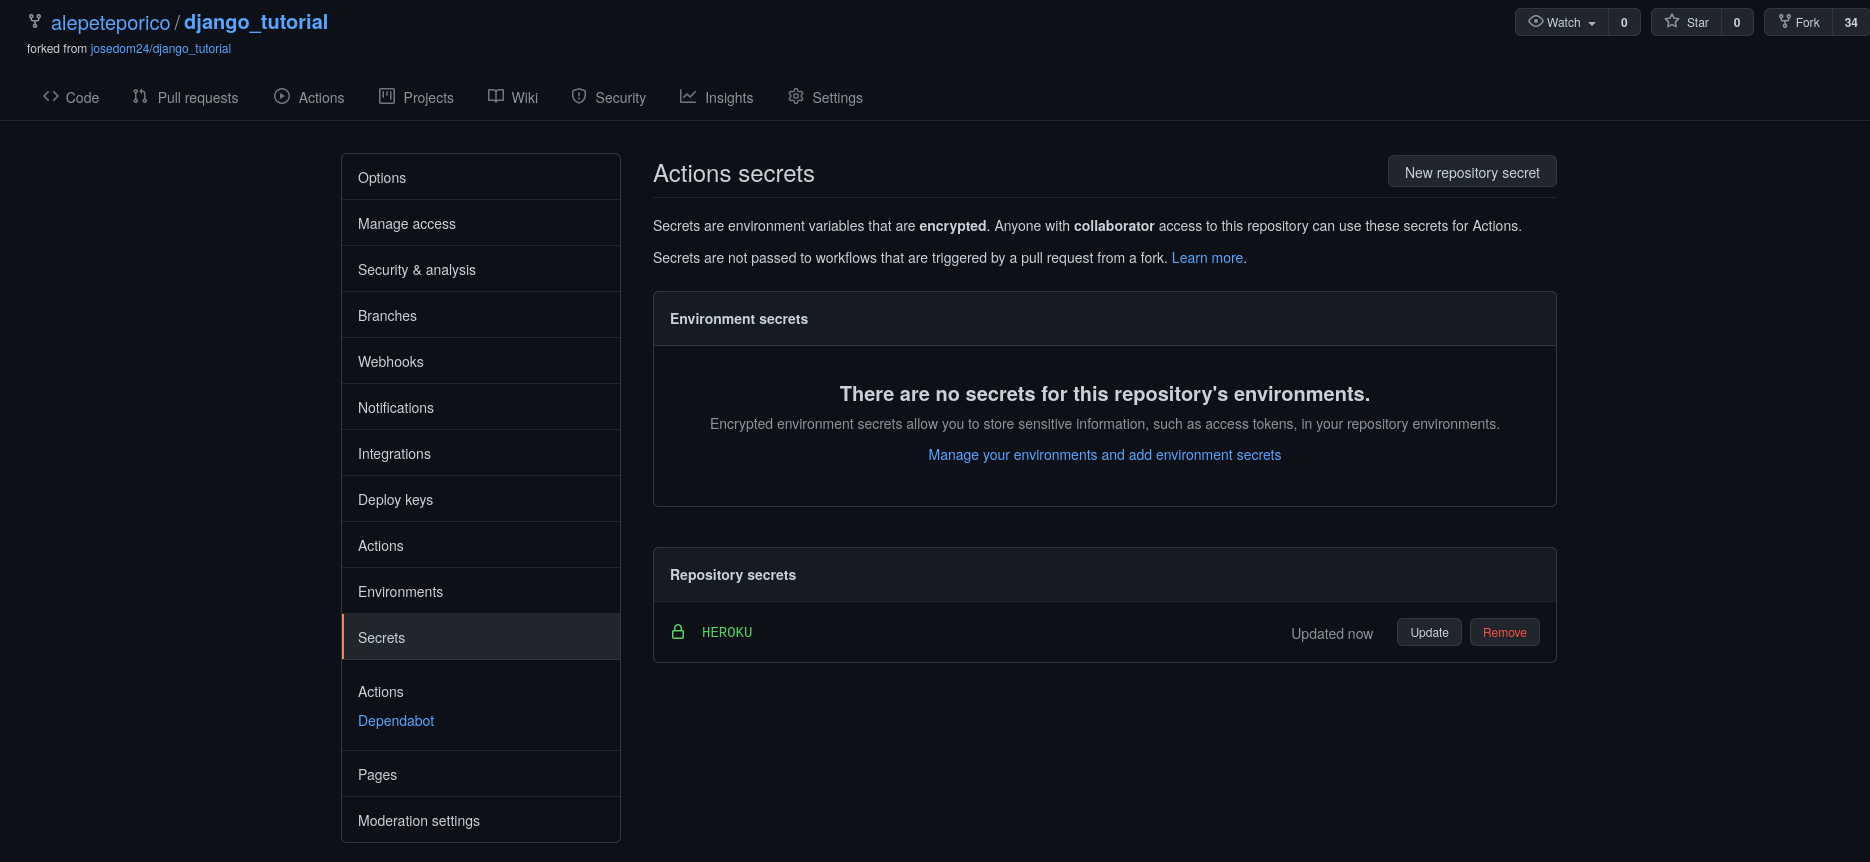 alepeteporico / django_tutorial
forked from josedom24/django_tutorial
Watch 0 Star 0 Fork 34
Code Pull requests Actions Projects Wiki Security Insights Settings
Options
Manage access
Security & analysis
Branches
Webhooks
Notifications
Integrations
Deploy keys
Actions
Environments
Secrets
Actions
Dependabot
Pages
Moderation settings
Actions secrets
New repository secret
Secrets are environment variables that are encrypted. Anyone with collaborator access to this repository can use these secrets for Actions.
Secrets are not passed to workflows that are triggered by a pull request from a fork. Learn more.
Environment secrets
There are no secrets for this repository's environments.
Encrypted environment secrets allow you to store sensitive information, such as access tokens, in your repository environments.
Manage your environments and add environment secrets
Repository secrets
HEROKU Updated now Update Remove